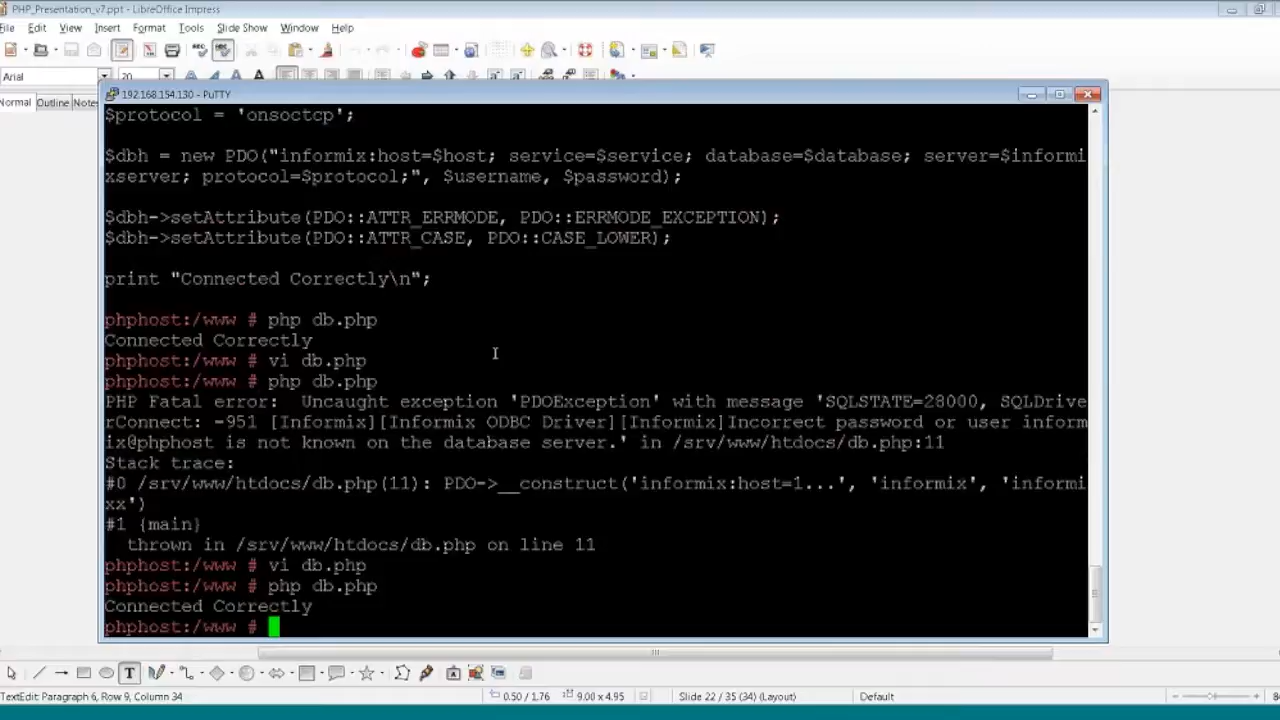 PHP_Presentation_v7.ppt - LibreOffice Impress
File Edit View Insert Format Tools Slide Show Window Help
Arial 20
Normal Outline Notes
192.168.154.130 - PuTTY
$protocol = 'onsoctcp';
$dbh = new PDO("informix:host=$host; service=$service; database=$database; server=$informi
xserver; protocol=$protocol;", $username, $password);
$dbh->setAttribute(PDO::ATTR_ERRMODE, PDO::ERRMODE_EXCEPTION);
$dbh->setAttribute(PDO::ATTR_CASE, PDO::CASE_LOWER);
print "Connected Correctly\n";
phphost:/www # php db.php
Connected Correctly
phphost:/www # vi db.php
phphost:/www # php db.php
PHP Fatal error:  Uncaught exception 'PDOException' with message 'SQLSTATE=28000, SQLDrive
rConnect: -951 [Informix][Informix ODBC Driver][Informix]Incorrect password or user inform
ix@phphost is not known on the database server.' in /srv/www/htdocs/db.php:11
Stack trace:
#0 /srv/www/htdocs/db.php(11): PDO->__construct('informix:host=1...', 'informix', 'informi
xx')
#1 {main}
  thrown in /srv/www/htdocs/db.php on line 11
phphost:/www # vi db.php
phphost:/www # php db.php
Connected Correctly
phphost:/www #
TextEdit: Paragraph 6, Row 9, Column 34 0.50 / 1.76 9.00 x 4.95 Slide 22 / 35 (34) (Layout) Default